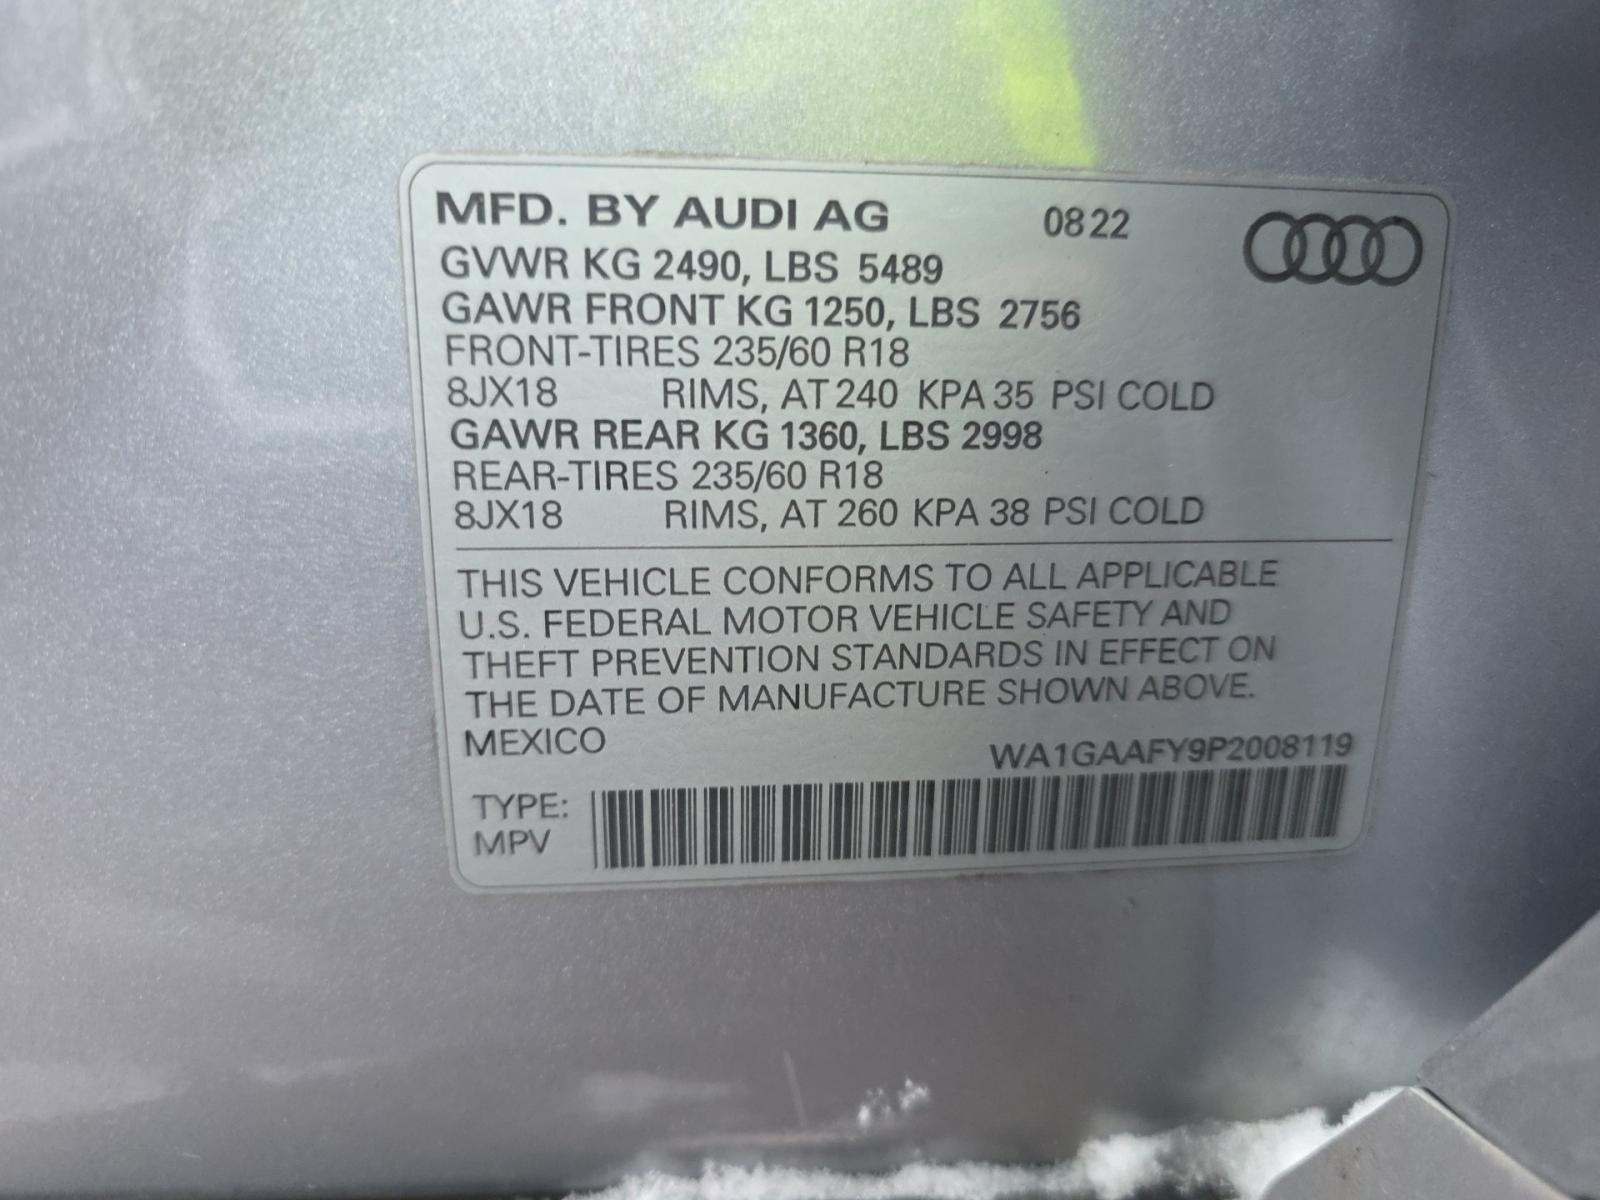 MFD. BY AUDI AG 0822
GVWR KG 2490, LBS 5489
GAWR FRONT KG 1250, LBS 2756
FRONT-TIRES 235/60 R18
8JX18 RIMS, AT 240 KPA 35 PSI COLD
GAWR REAR KG 1360, LBS 2998
REAR-TIRES 235/60 R18
8JX18 RIMS, AT 260 KPA 38 PSI COLD
THIS VEHICLE CONFORMS TO ALL APPLICABLE
U.S. FEDERAL MOTOR VEHICLE SAFETY AND
THEFT PREVENTION STANDARDS IN EFFECT ON
THE DATE OF MANUFACTURE SHOWN ABOVE.
MEXICO WA1GAAFY9P2008119
TYPE:
MPV